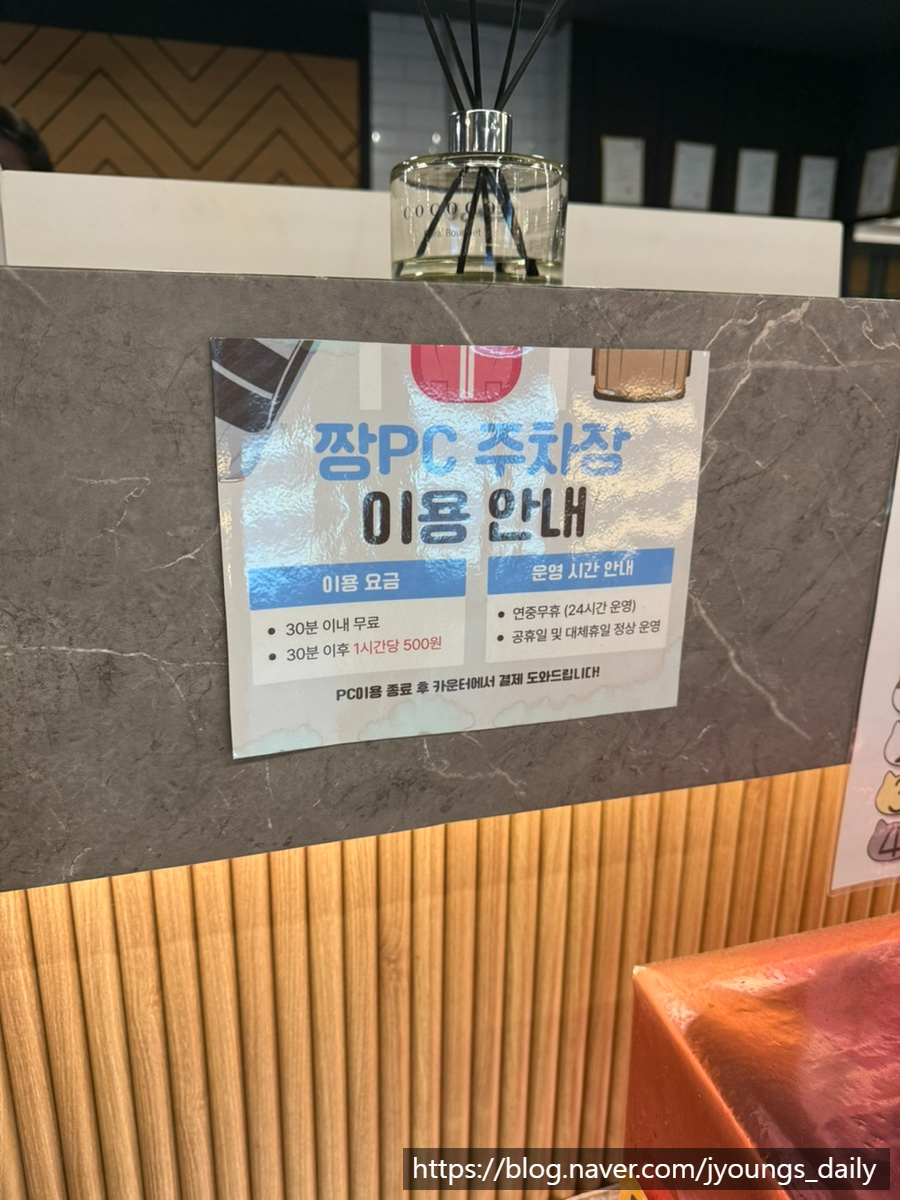 COCODOR
짱PC 주차장
이용 안내
이용 요금
• 30분 이내 무료
• 30분 이후 1시간당 500원
운영 시간 안내
• 연중무휴 (24시간 운영)
• 공휴일 및 대체휴일 정상 운영
PC이용 종료 후 카운터에서 결제 도와드립니다!
4
https://blog.naver.com/jyoungs_daily